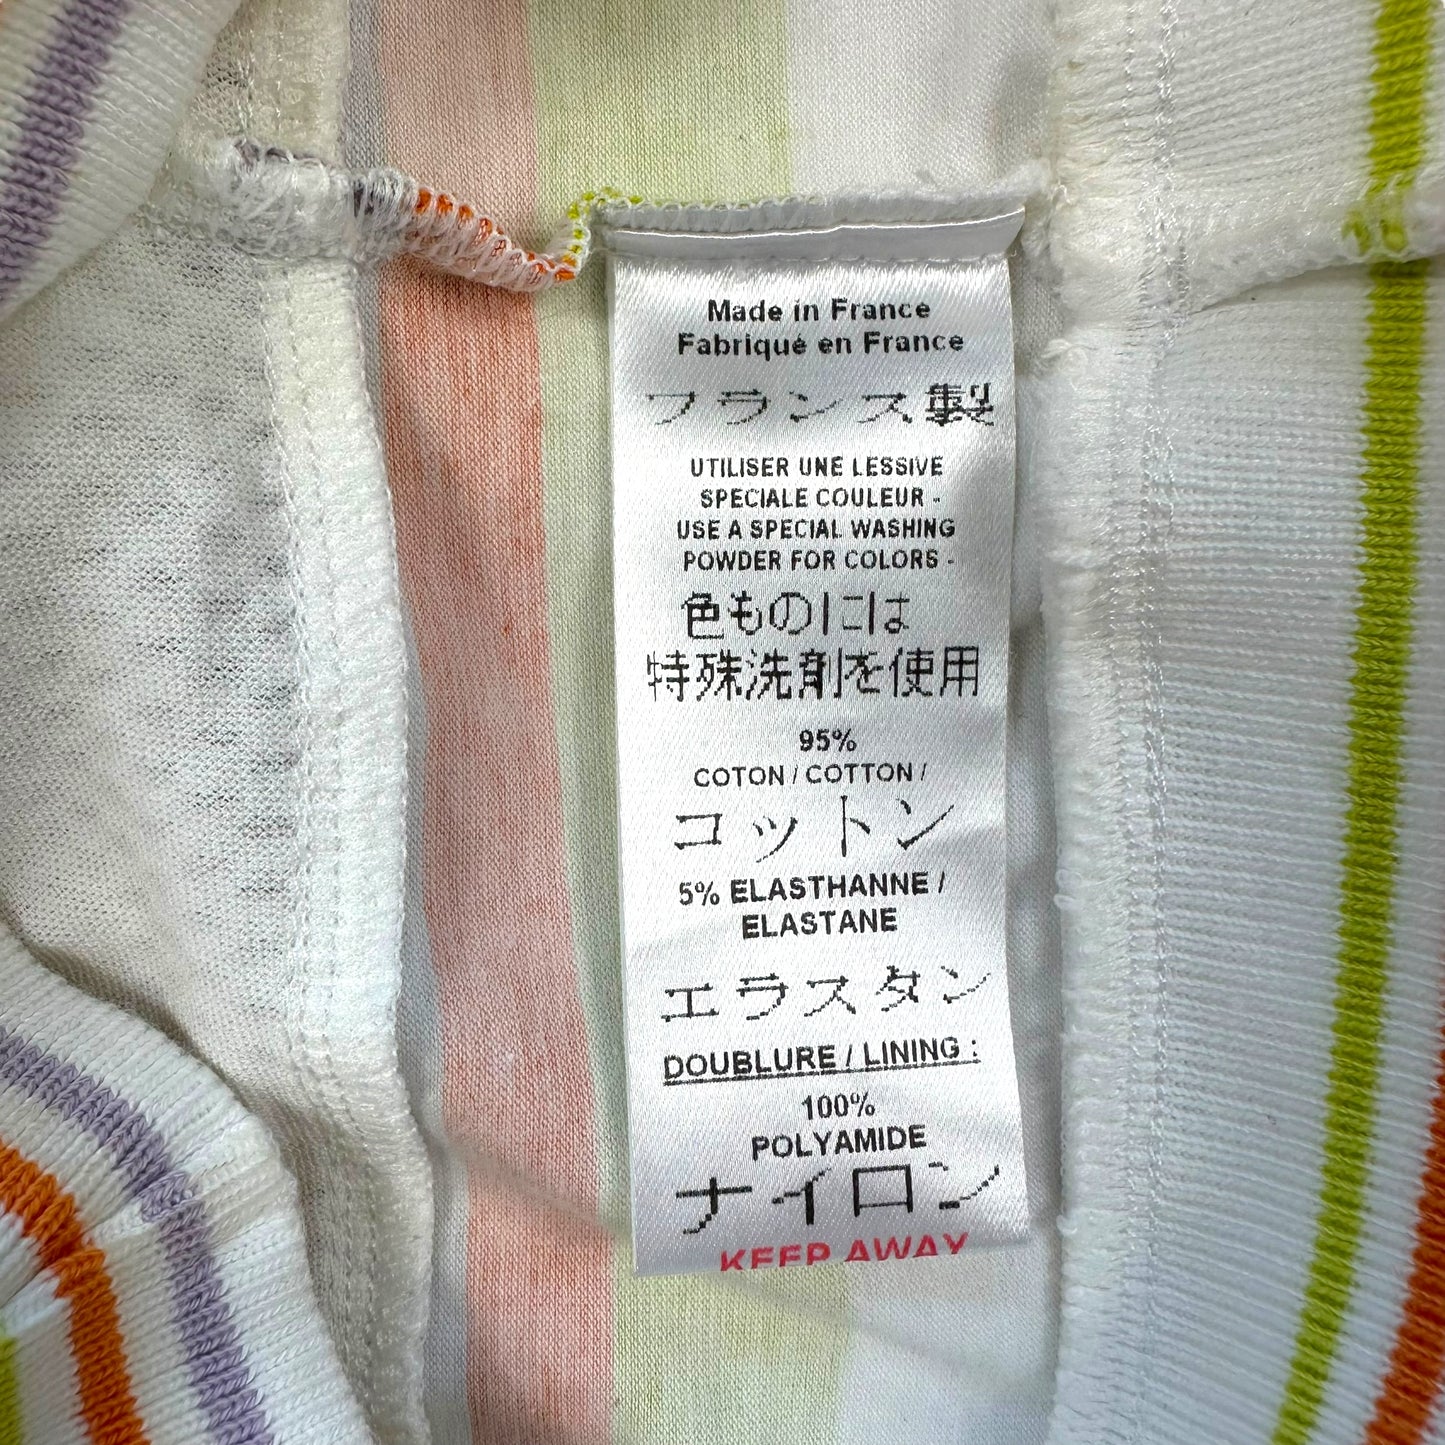 Made in France
Fabriqué en France
フランス製
UTILISER UNE LESSIVE
SPECIALE COULEUR -
USE A SPECIAL WASHING
POWDER FOR COLORS -
色ものには
特殊洗剤を使用
95%
COTON / COTTON /
コットン
5% ELASTHANNE /
ELASTANE
エラスタン
DOUBLURE / LINING :
100%
POLYAMIDE
ナイロン
KEEP AWAY